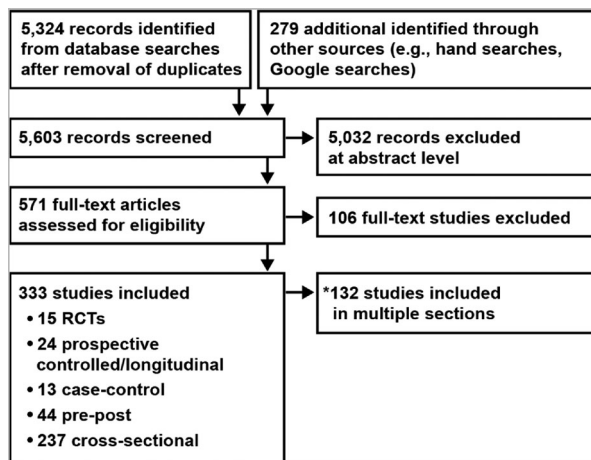 5,324 records identified
from database searches
after removal of duplicates
279 additional identified through
other sources (e.g., hand searches,
Google searches)
5,603 records screened
5,032 records excluded
at abstract level
571 full-text articles
assessed for eligibility
106 full-text studies excluded
333 studies included
• 15 RCTs
• 24 prospective
controlled/longitudinal
• 13 case-control
• 44 pre-post
• 237 cross-sectional
*132 studies included
in multiple sections